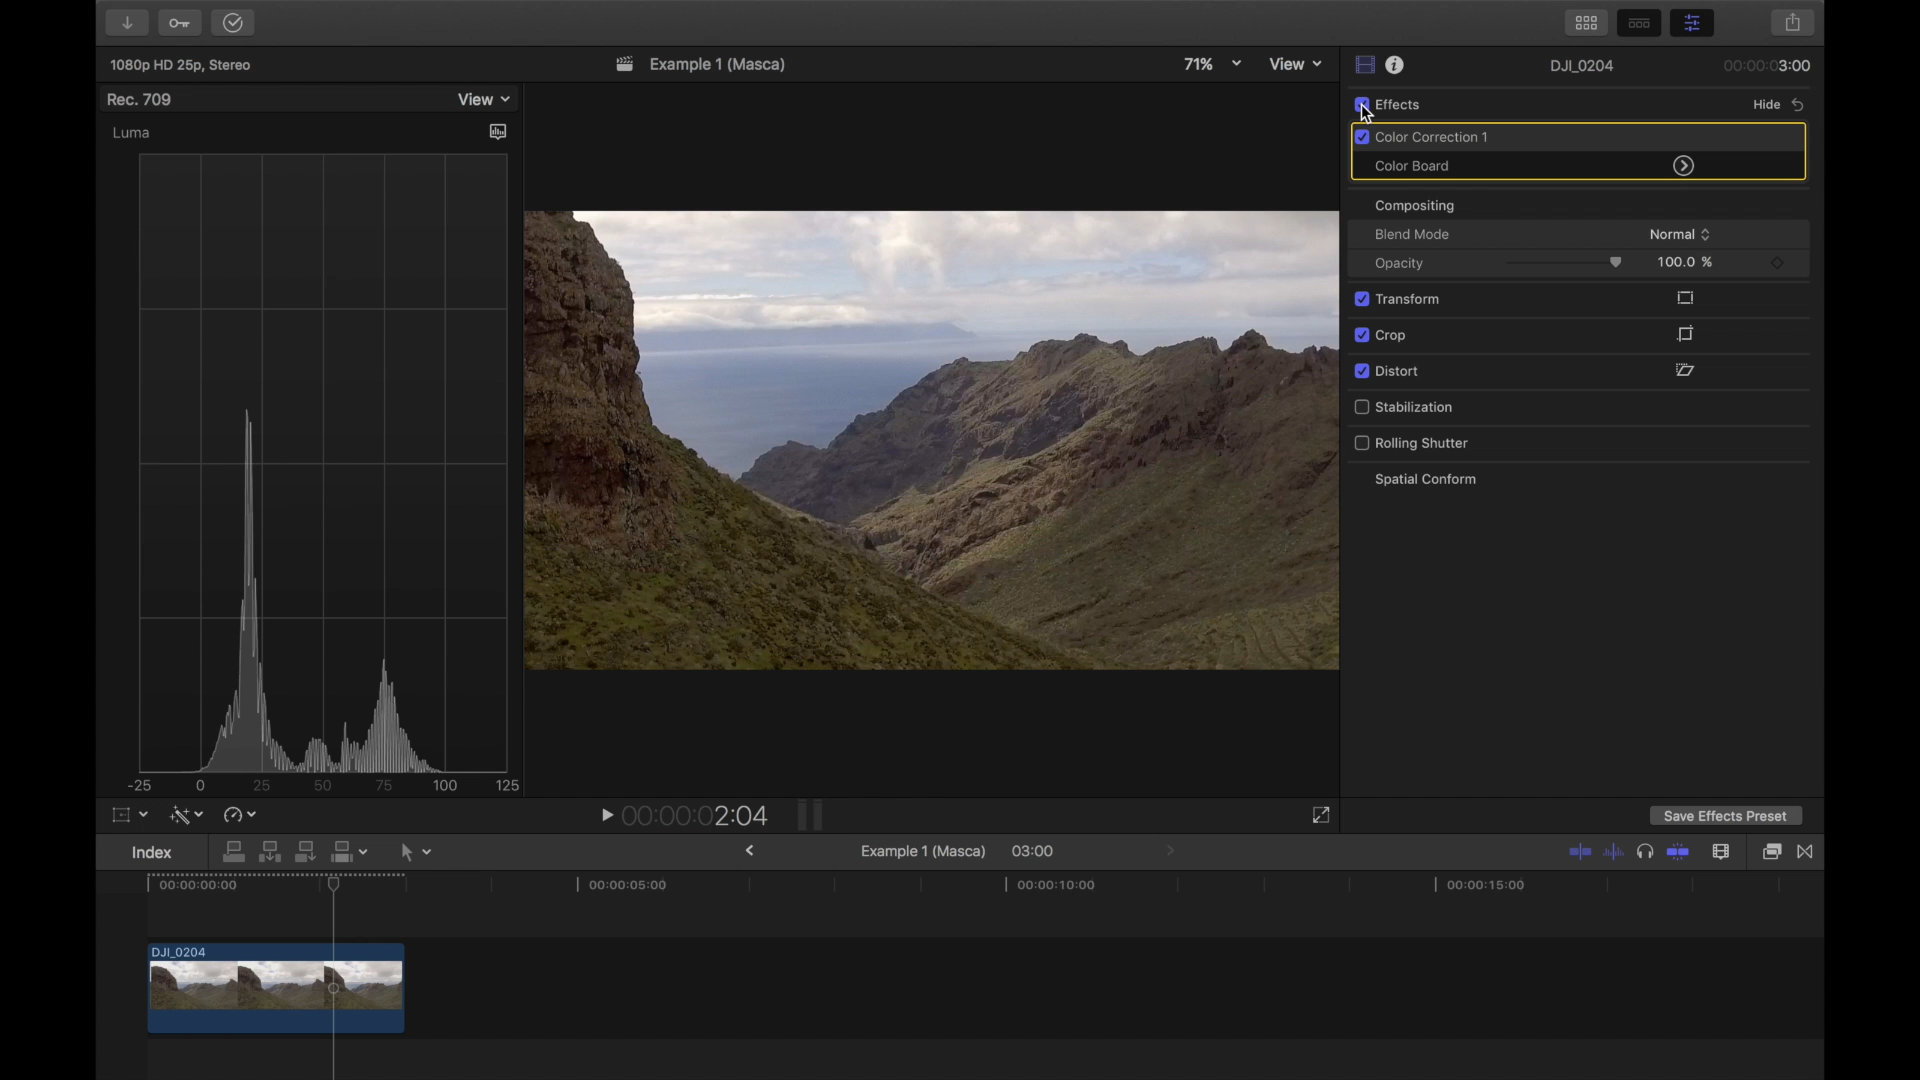 1080p HD 25p, Stereo
Example 1 (Masca)
71%
View
DJI_0204
00:00:03:00
Rec. 709
View
Luma
-25 0 25 50 75 100 125
Effects
Hide
Color Correction 1
Color Board
Compositing
Blend Mode
Normal
Opacity
100.0 %
Transform
Crop
Distort
Stabilization
Rolling Shutter
Spatial Conform
00:00:02:04
Save Effects Preset
Index
Example 1 (Masca)
03:00
00:00:00:00
00:00:05:00
00:00:10:00
00:00:15:00
DJI_0204